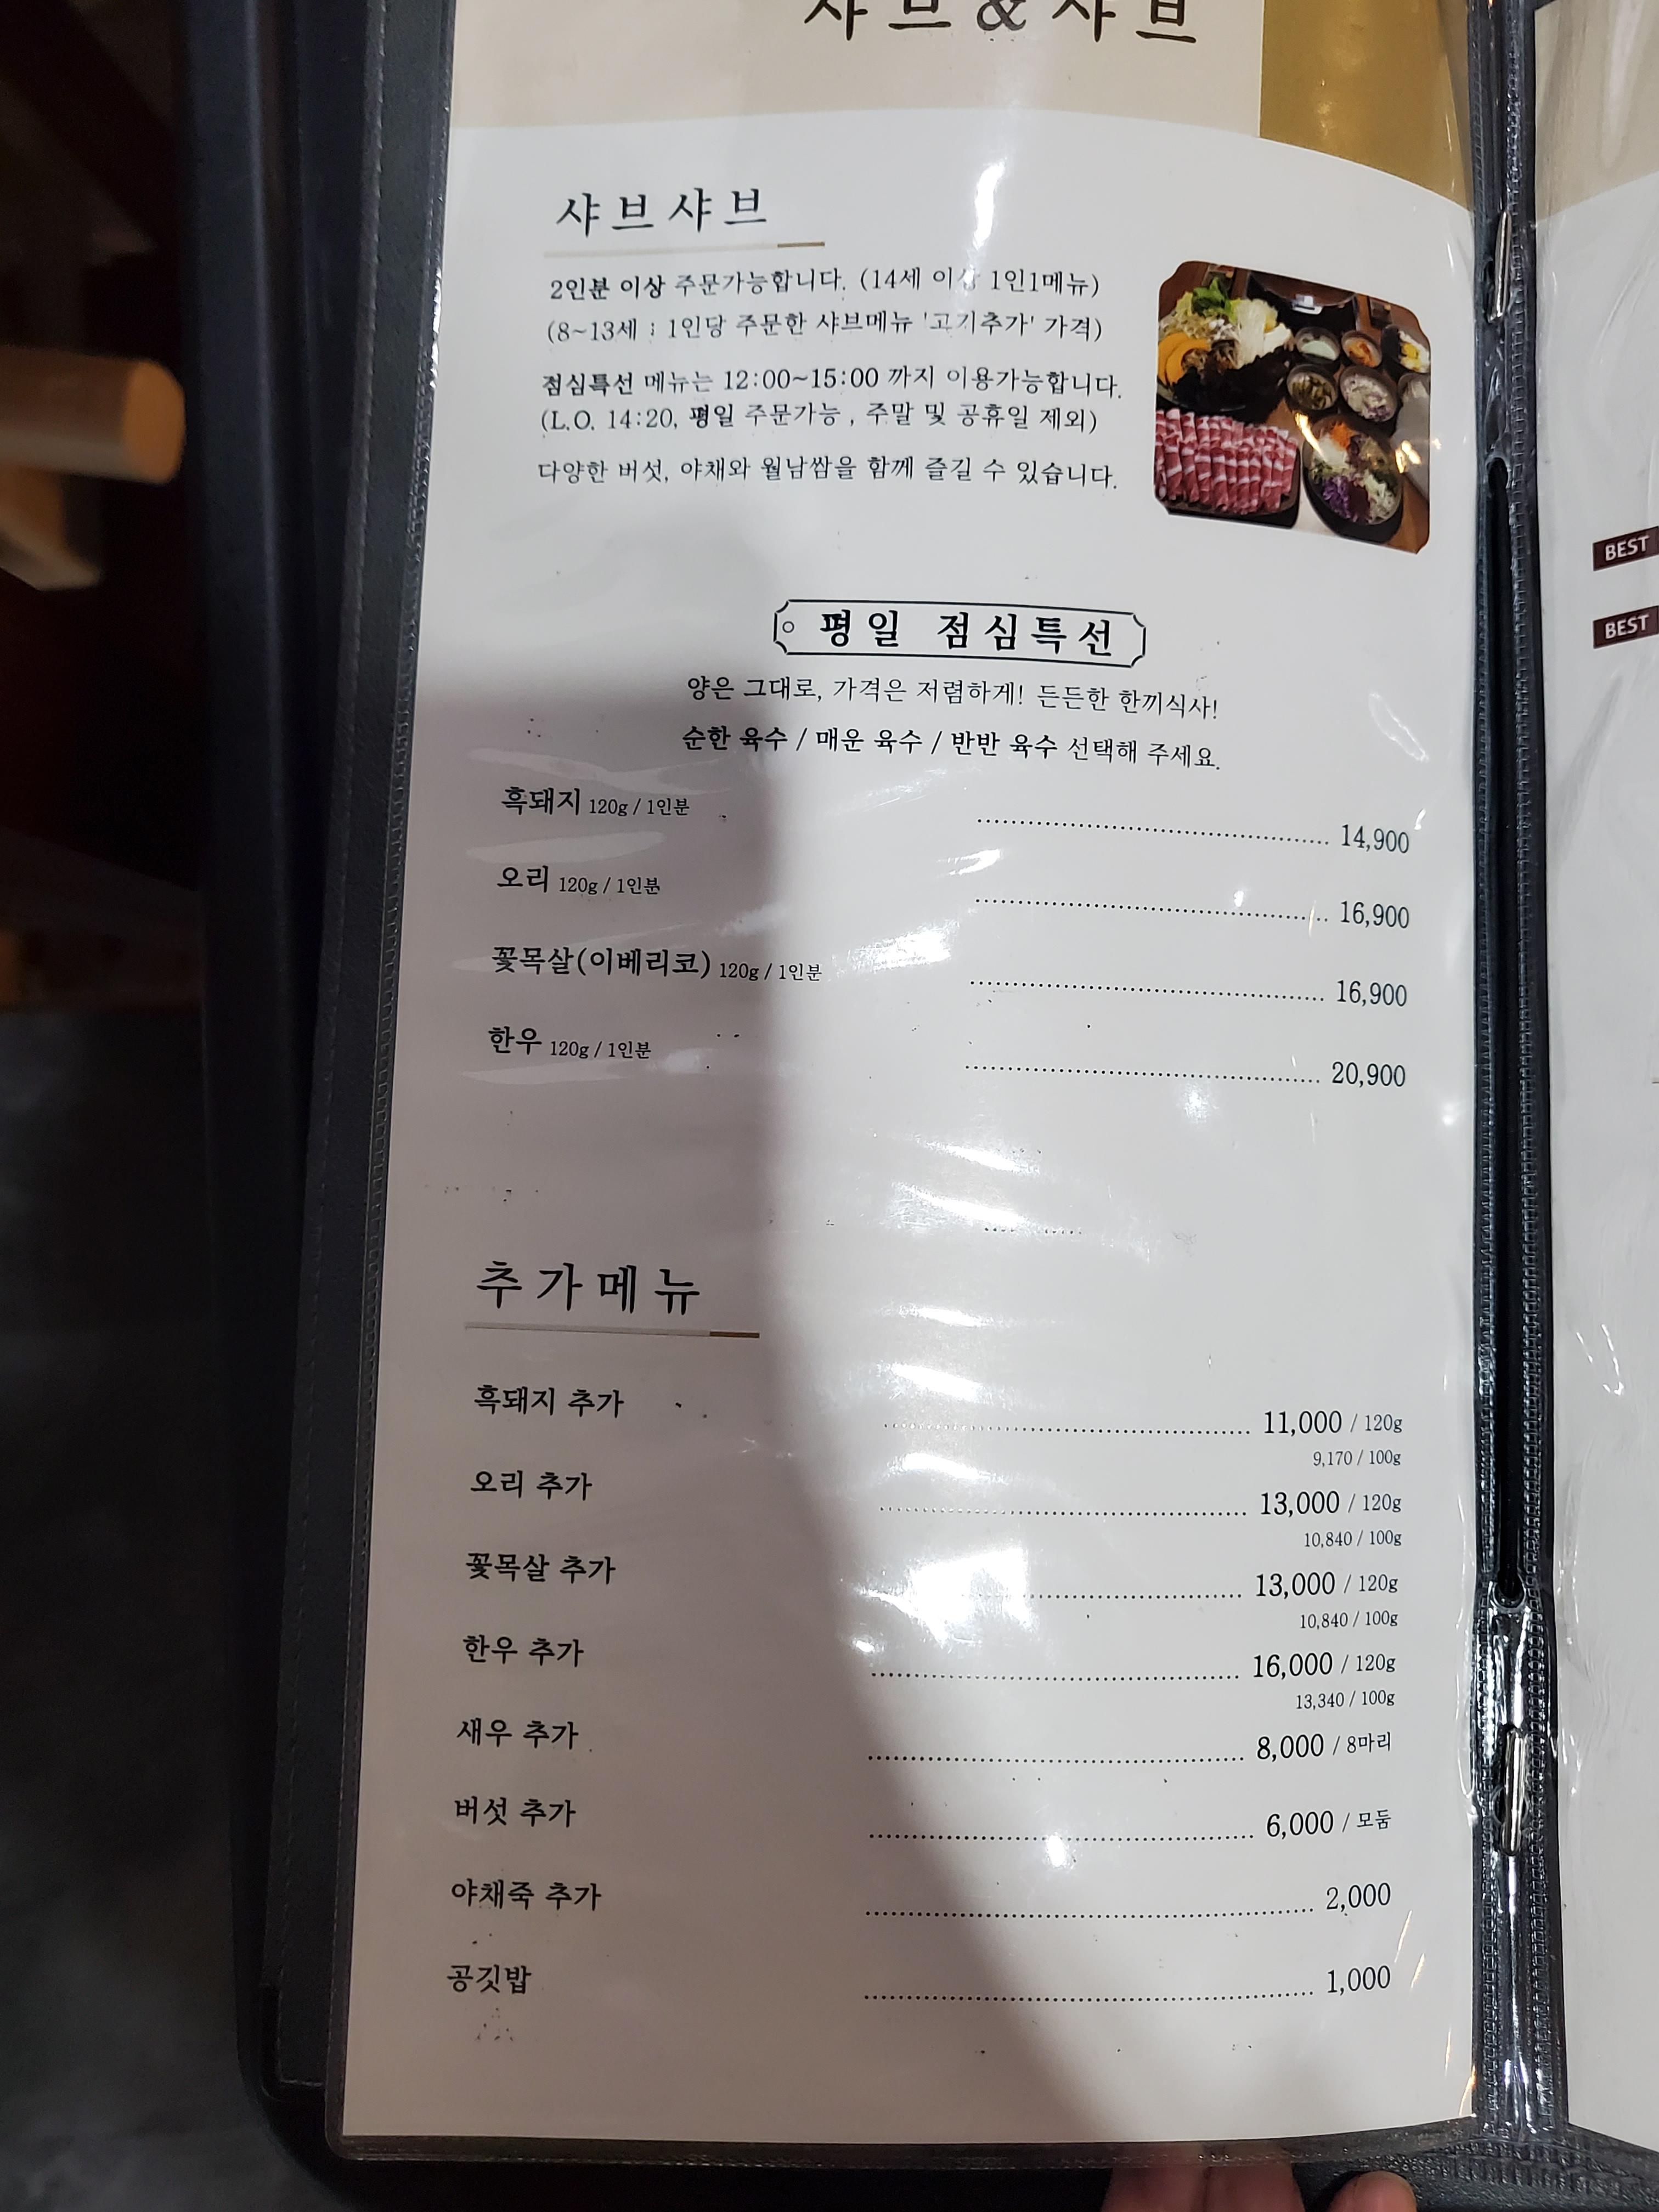 샤브&샤브
샤브샤브
2인분 이상 주문가능합니다. (14세 이상 1인1메뉴)
(8~13세 : 1인당 주문한 샤브메뉴 '고기추가' 가격)
점심특선 메뉴는 12:00~15:00 까지 이용가능합니다.
(L.O. 14:20, 평일 주문가능 , 주말 및 공휴일 제외)
다양한 버섯, 야채와 월남쌈을 함께 즐길 수 있습니다.
평일 점심특선
양은 그대로, 가격은 저렴하게! 든든한 한끼식사!
순한 육수 / 매운 육수 / 반반 육수 선택해 주세요.
흑돼지 120g / 1인분 14,900
오리 120g / 1인분 16,900
꽃목살(이베리코) 120g / 1인분 16,900
한우 120g / 1인분 20,900
추가메뉴
흑돼지 추가 11,000 / 120g
9,170 / 100g
오리 추가 13,000 / 120g
10,840 / 100g
꽃목살 추가 13,000 / 120g
10,840 / 100g
한우 추가 16,000 / 120g
13,340 / 100g
새우 추가 8,000 / 8마리
버섯 추가 6,000 / 모둠
야채죽 추가 2,000
공깃밥 1,000
BEST
BEST